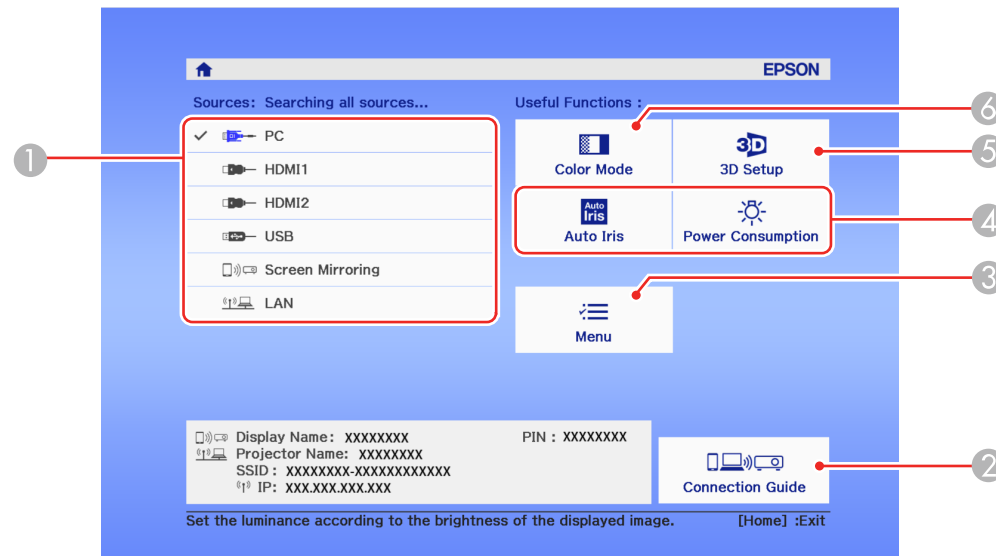 EPSON
Sources: Searching all sources...
PC
HDMI1
HDMI2
USB
Screen Mirroring
LAN
Useful Functions :
Color Mode
3D
3D Setup
Auto
Iris
Auto Iris
Power Consumption
Menu
Display Name: XXXXXXXX
PIN : XXXXXXXX
Projector Name: XXXXXXXX
SSID : XXXXXXXX-XXXXXXXXXXXX
IP: XXX.XXX.XXX.XXX
Connection Guide
Set the luminance according to the brightness of the displayed image.
[Home] :Exit
1
6
5
4
3
2